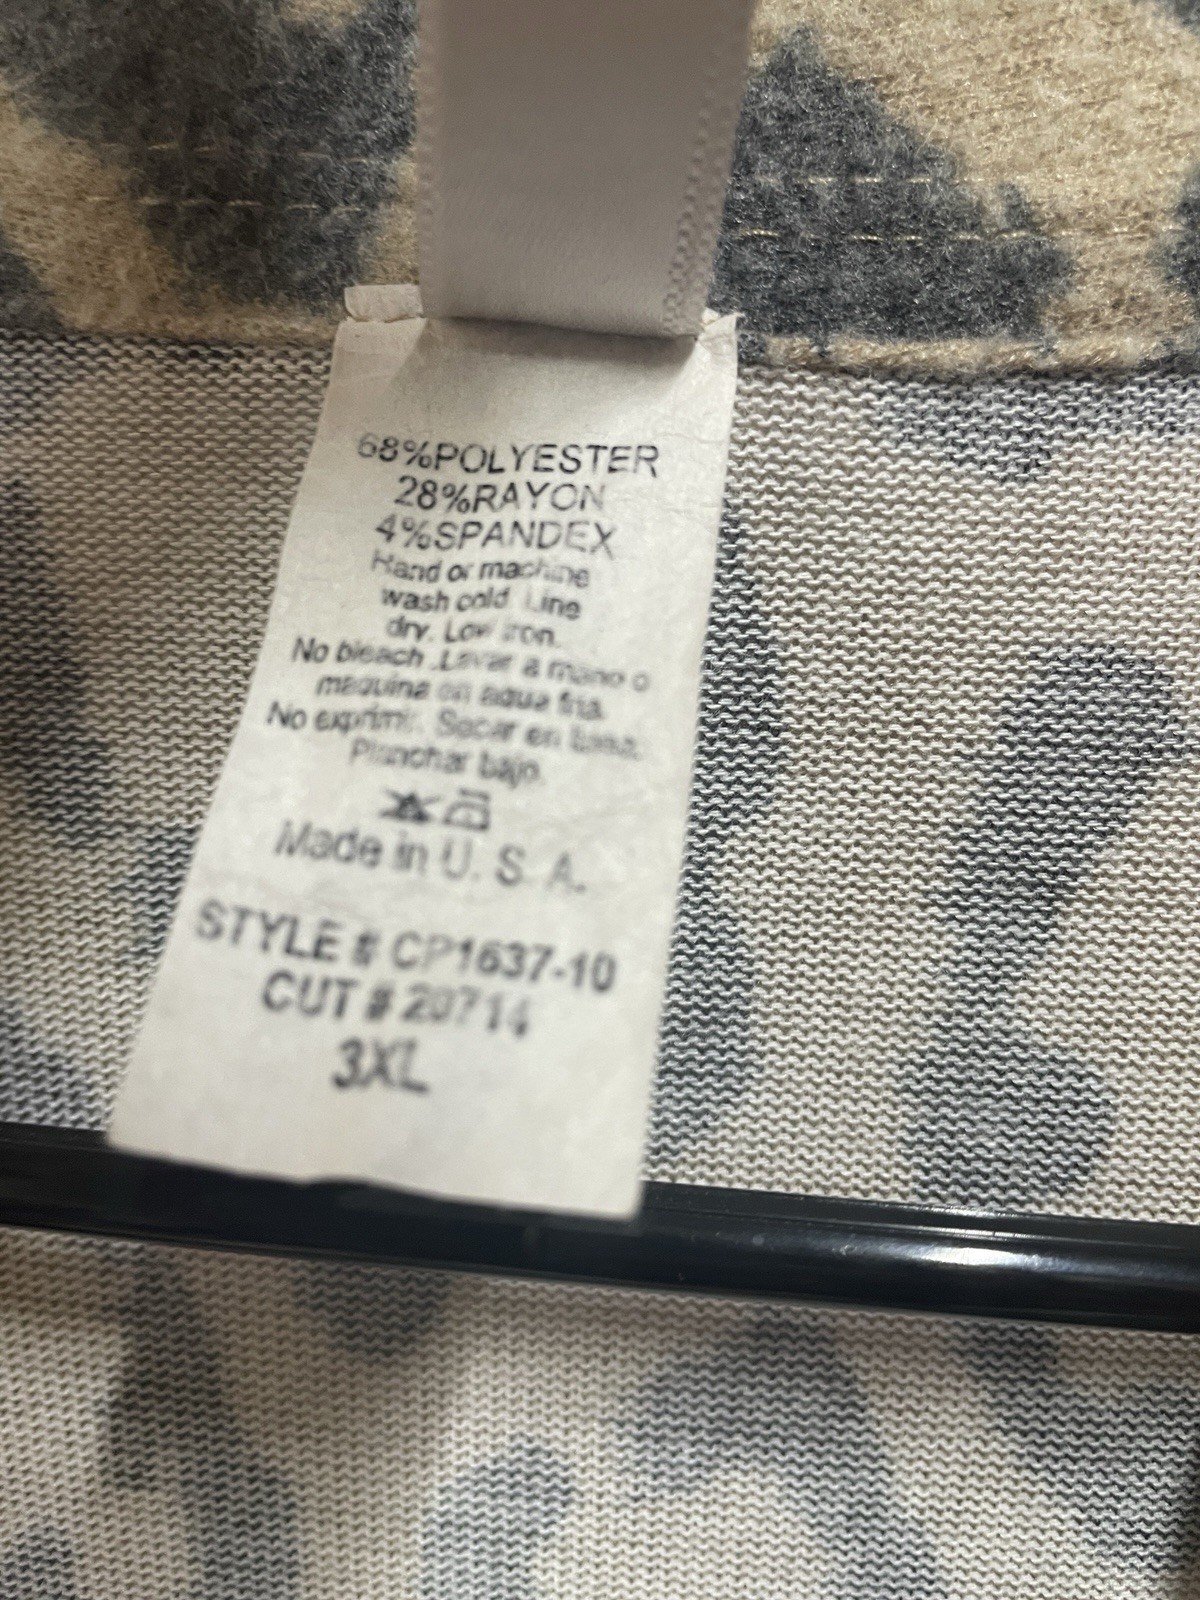 68%POLYESTER
28%RAYON
4%SPANDEX
Hand or machine
wash cold. Line
dry. Low iron.
No bleach .Lavar a mano o
maquina en agua fria.
No exprimir. Secar en linea.
Planchar bajo.
Made in U. S. A.
STYLE # CP1637-10
CUT # 20714
3XL